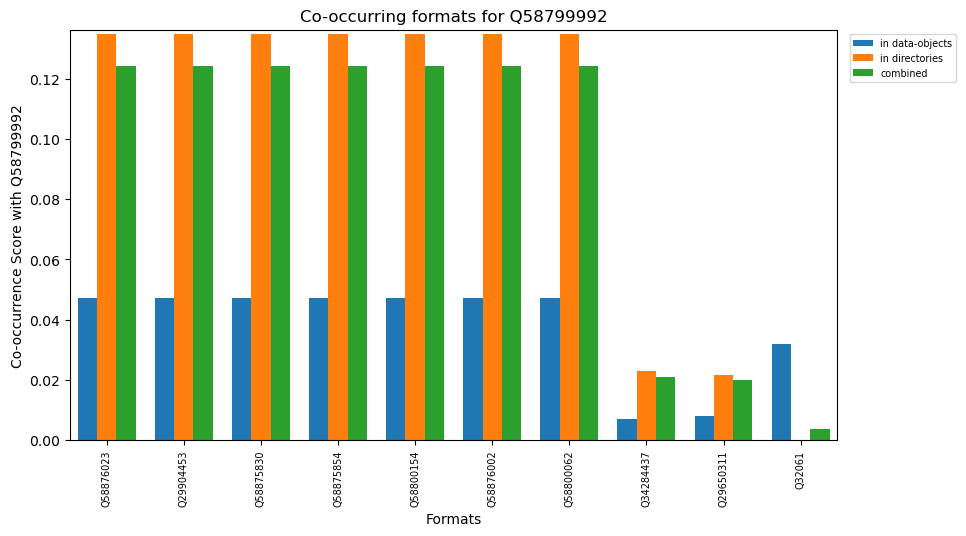 Co-occurring formats for Q58799992
in data-objects
in directories
combined
Co-occurrence Score with Q58799992
0.12
0.10
0.08
0.06
0.04
0.02
0.00
Q58876023
Q29904453
Q58875830
Q58875854
Q58800154
Q58876002
Q58800062
Q34284437
Q29650311
Q32061
Formats